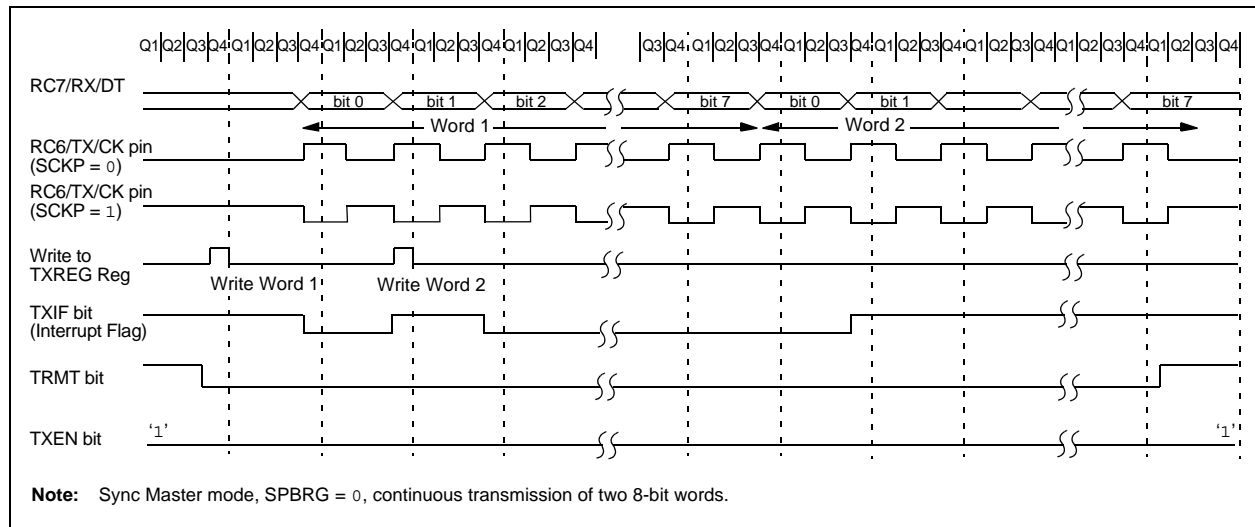 Q1 Q2 Q3 Q4 Q1 Q2 Q3 Q4 Q1 Q2 Q3 Q4 Q1 Q2 Q3 Q4 Q1 Q2 Q3 Q4 Q3 Q4 Q1 Q2 Q3 Q4 Q1 Q2 Q3 Q4 Q1 Q2 Q3 Q4 Q1 Q2 Q3 Q4 Q1 Q2 Q3 Q4 Q1 Q2 Q3 Q4
RC7/RX/DT
bit 0 bit 1 bit 2 bit 7 bit 0 bit 1 bit 7
Word 1 Word 2
RC6/TX/CK pin
(SCKP = 0)
RC6/TX/CK pin
(SCKP = 1)
Write to
TXREG Reg
Write Word 1 Write Word 2
TXIF bit
(Interrupt Flag)
TRMT bit
TXEN bit ‘1’ ‘1’
Note: Sync Master mode, SPBRG = 0, continuous transmission of two 8-bit words.